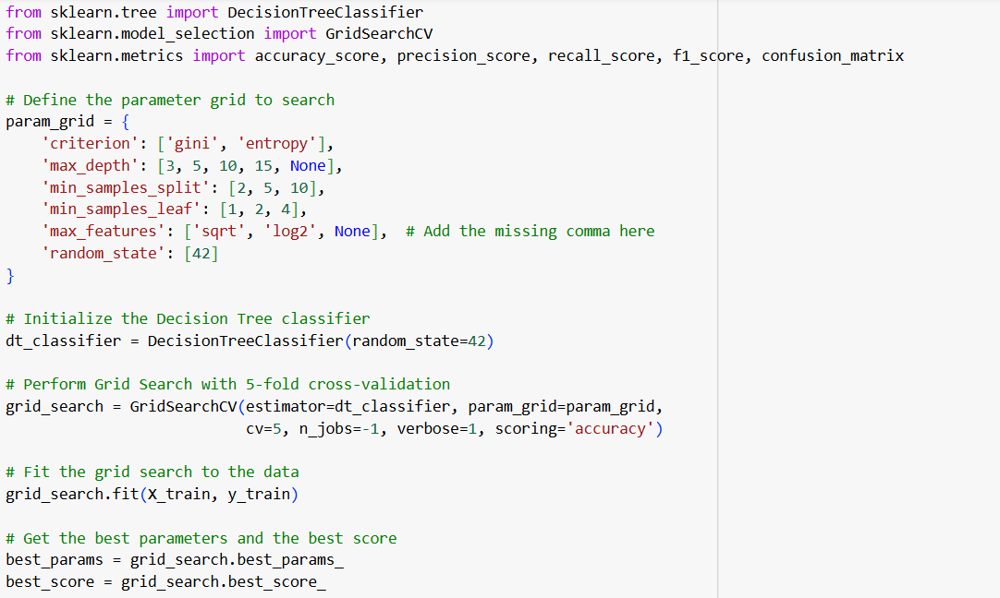 from sklearn.tree import DecisionTreeClassifier
from sklearn.model_selection import GridSearchCV
from sklearn.metrics import accuracy_score, precision_score, recall_score, f1_score, confusion_matrix

# Define the parameter grid to search
param_grid = {
    'criterion': ['gini', 'entropy'],
    'max_depth': [3, 5, 10, 15, None],
    'min_samples_split': [2, 5, 10],
    'min_samples_leaf': [1, 2, 4],
    'max_features': ['sqrt', 'log2', None],  # Add the missing comma here
    'random_state': [42]
}

# Initialize the Decision Tree classifier
dt_classifier = DecisionTreeClassifier(random_state=42)

# Perform Grid Search with 5-fold cross-validation
grid_search = GridSearchCV(estimator=dt_classifier, param_grid=param_grid,
                           cv=5, n_jobs=-1, verbose=1, scoring='accuracy')

# Fit the grid search to the data
grid_search.fit(X_train, y_train)

# Get the best parameters and the best score
best_params = grid_search.best_params_
best_score = grid_search.best_score_